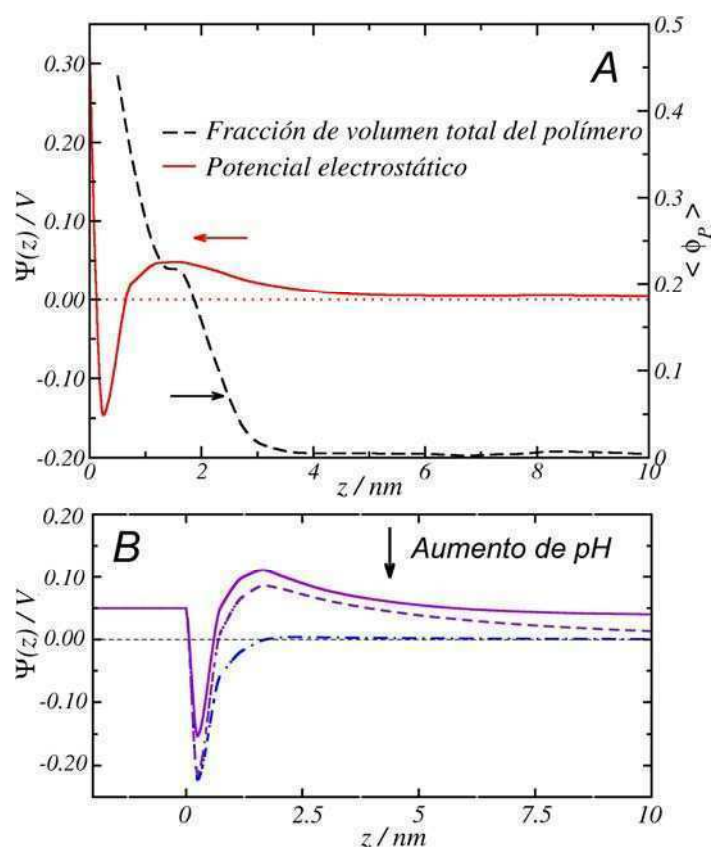 A
0.30
0.20
0.10
0.00
-0.10
-0.20
Ψ(z) / V
Fracción de volumen total del polímero
Potencial electrostático
0.5
0.4
0.3
0.2
0.1
0
< ϕP >
0 2 4 6 8 10
z / nm
B
0.20
0.10
0.00
-0.10
-0.20
Ψ(z) / V
Aumento de pH
0 2.5 5 7.5 10
z / nm